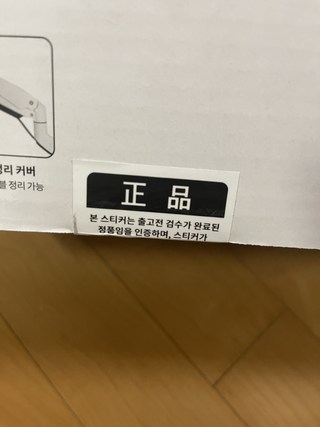 리 커버
블 정리 가능
正品
본 스티커는 출고전 검수가 완료된
정품임을 인증하며, 스티커가